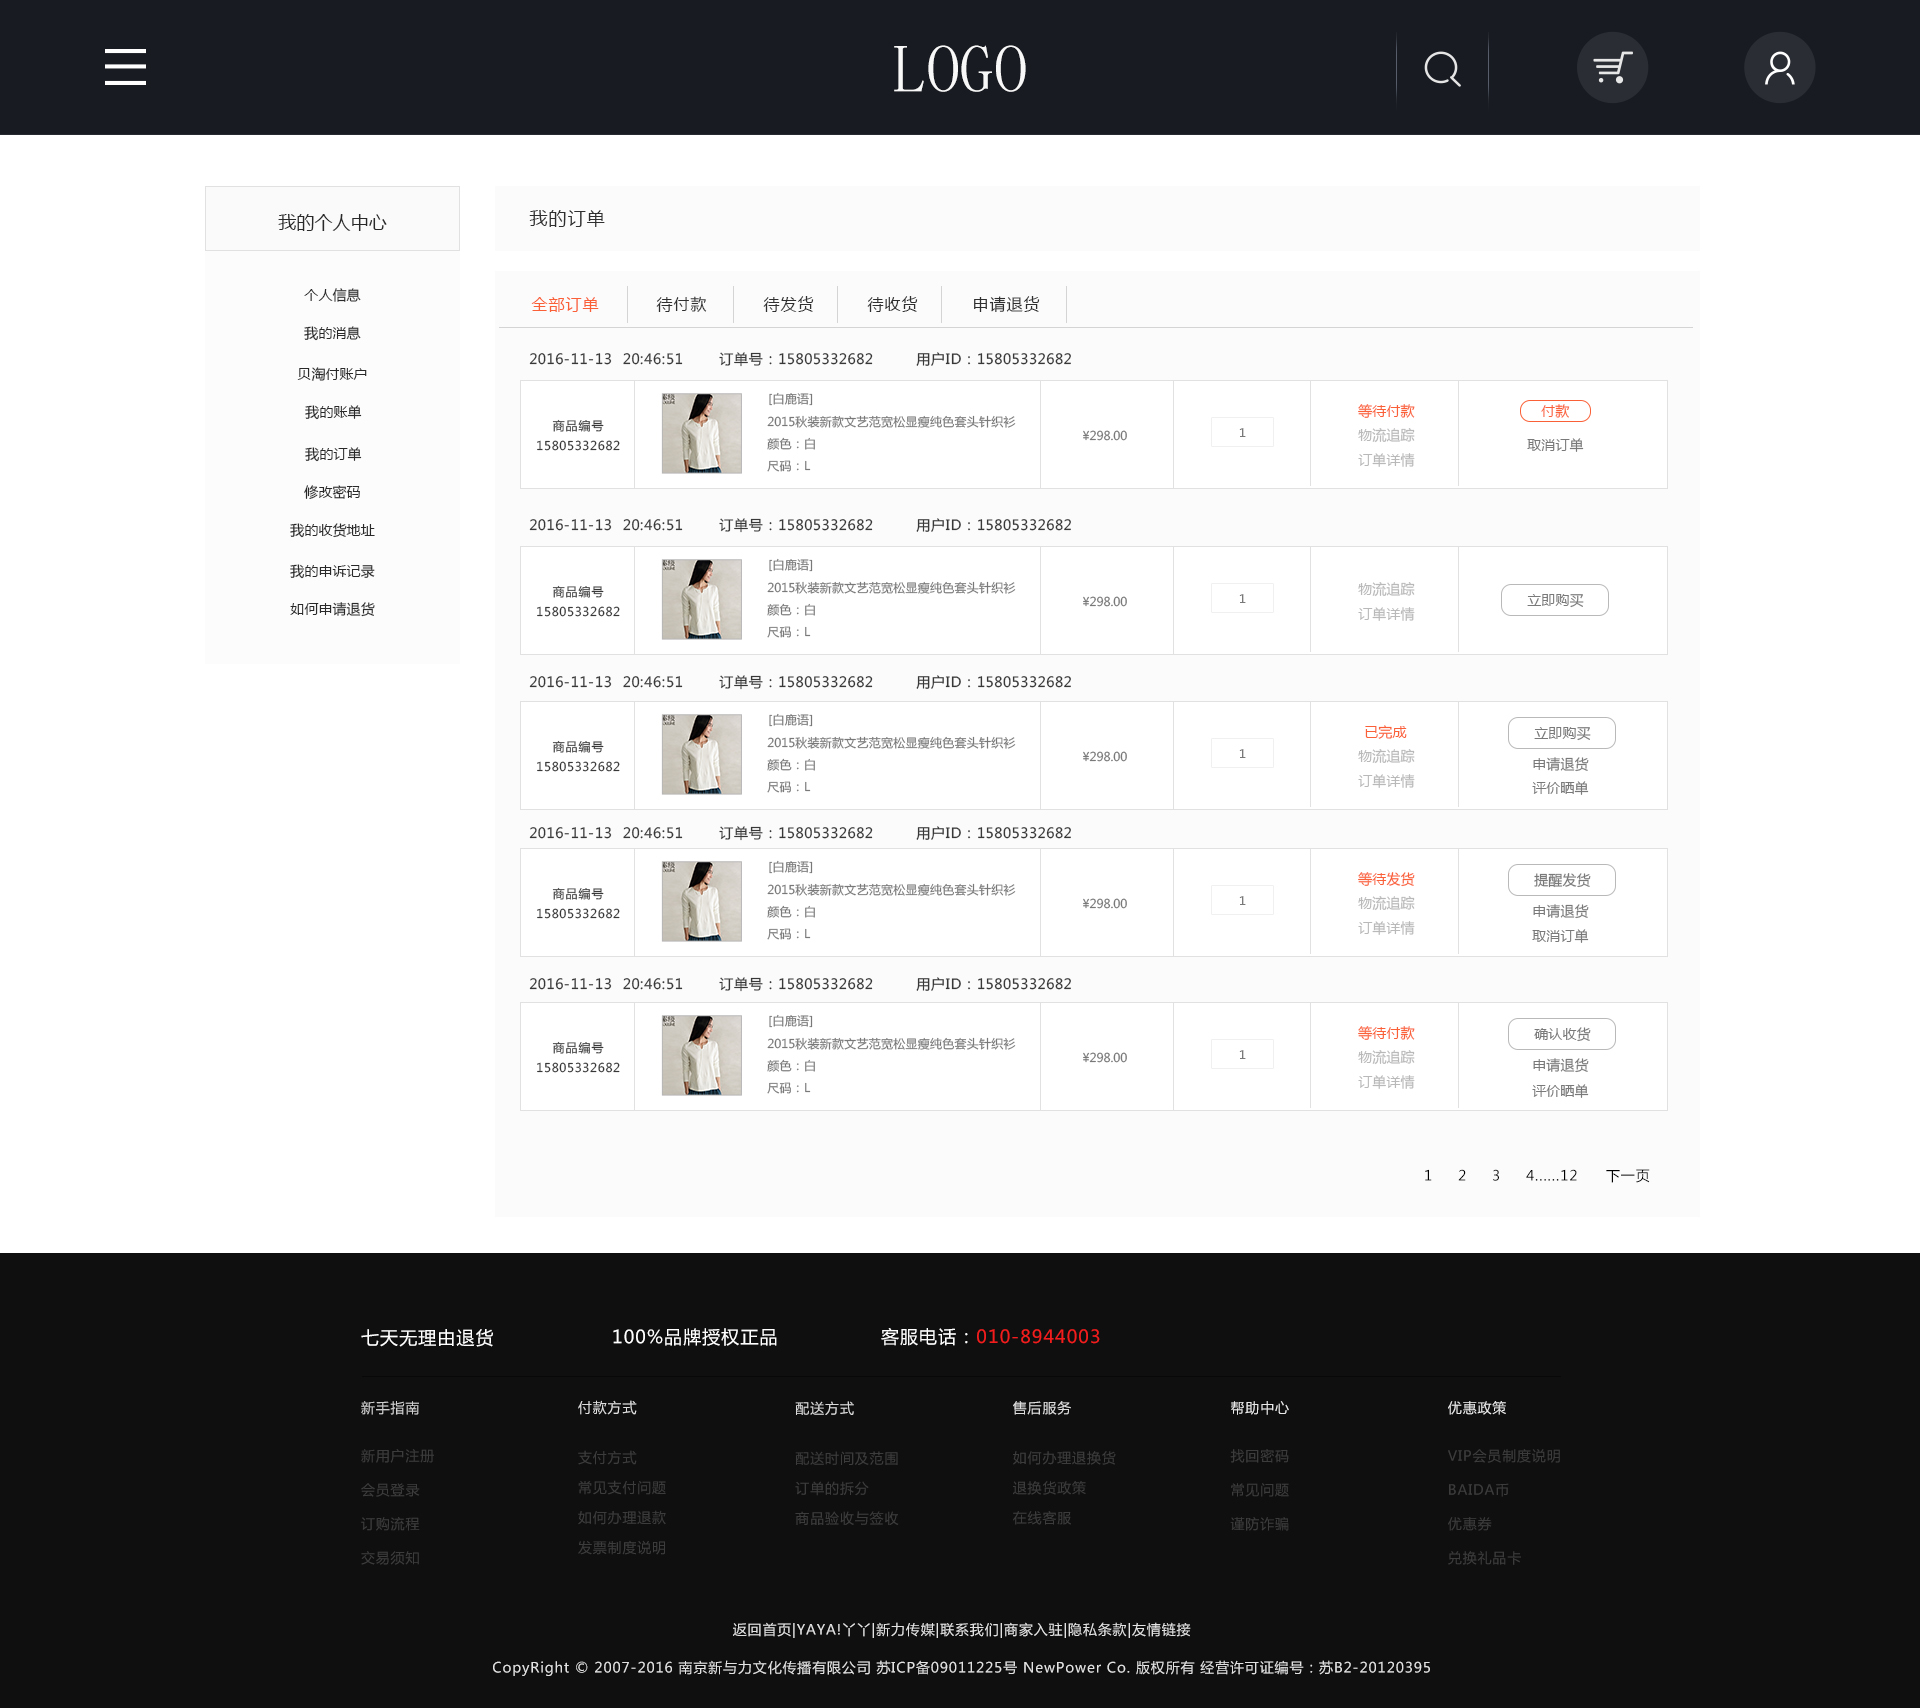 LOGO
我的个人中心
个人信息
我的消息
贝淘付账户
我的账单
我的订单
修改密码
我的收货地址
我的申诉记录
如何申请退货
我的订单
全部订单 待付款 待发货 待收货 申请退货
2016-11-13 20:46:51 订单号：15805332682 用户ID：15805332682
商品编号
15805332682
[白鹿语]
2015秋装新款文艺范宽松显瘦纯色套头针织衫
颜色：白
尺码：L
¥298.00
1
等待付款
物流追踪
订单详情
付款
取消订单
2016-11-13 20:46:51 订单号：15805332682 用户ID：15805332682
商品编号
15805332682
[白鹿语]
2015秋装新款文艺范宽松显瘦纯色套头针织衫
颜色：白
尺码：L
¥298.00
1
物流追踪
订单详情
立即购买
2016-11-13 20:46:51 订单号：15805332682 用户ID：15805332682
商品编号
15805332682
[白鹿语]
2015秋装新款文艺范宽松显瘦纯色套头针织衫
颜色：白
尺码：L
¥298.00
1
已完成
物流追踪
订单详情
立即购买
申请退货
评价晒单
2016-11-13 20:46:51 订单号：15805332682 用户ID：15805332682
商品编号
15805332682
[白鹿语]
2015秋装新款文艺范宽松显瘦纯色套头针织衫
颜色：白
尺码：L
¥298.00
1
等待发货
物流追踪
订单详情
提醒发货
申请退货
取消订单
2016-11-13 20:46:51 订单号：15805332682 用户ID：15805332682
商品编号
15805332682
[白鹿语]
2015秋装新款文艺范宽松显瘦纯色套头针织衫
颜色：白
尺码：L
¥298.00
1
等待付款
物流追踪
订单详情
确认收货
申请退货
评价晒单
1 2 3 4......12 下一页
七天无理由退货 100%品牌授权正品 客服电话：010-8944003
新手指南
新用户注册
会员登录
订购流程
交易须知
付款方式
支付方式
常见支付问题
如何办理退款
发票制度说明
配送方式
配送时间及范围
订单的拆分
商品验收与签收
售后服务
如何办理退换货
退换货政策
在线客服
帮助中心
找回密码
常见问题
谨防诈骗
优惠政策
VIP会员制度说明
BAIDA币
优惠券
兑换礼品卡
返回首页|YAYA!丫丫|新力传媒|联系我们|商家入驻|隐私条款|友情链接
CopyRight © 2007-2016 南京新与力文化传播有限公司 苏ICP备09011225号 NewPower Co. 版权所有 经营许可证编号：苏B2-20120395